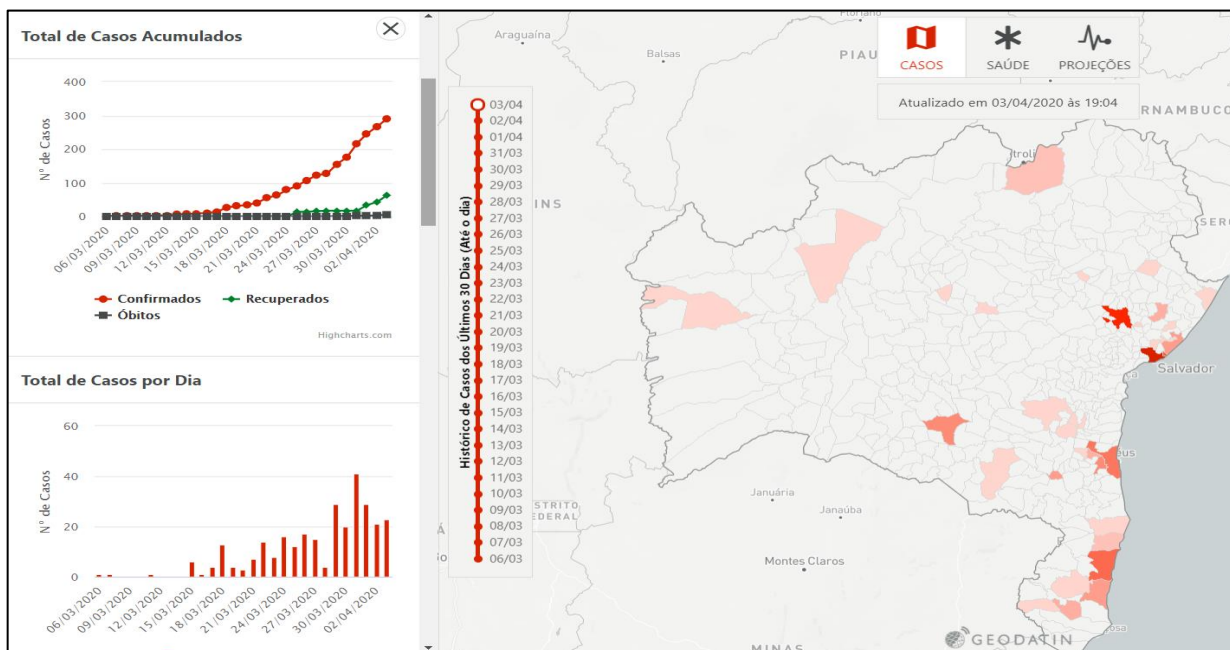 Total de Casos Acumulados
N° de Casos
400
300
200
100
0
06/03/2020
09/03/2020
12/03/2020
15/03/2020
18/03/2020
21/03/2020
24/03/2020
27/03/2020
30/03/2020
02/04/2020
Confirmados
Recuperados
Óbitos
Highcharts.com
Total de Casos por Dia
N° de Casos
60
40
20
0
06/03/2020
09/03/2020
12/03/2020
15/03/2020
18/03/2020
21/03/2020
24/03/2020
27/03/2020
30/03/2020
02/04/2020
Histórico de Casos dos Últimos 30 Dias (Até o dia)
03/04
02/04
01/04
31/03
30/03
29/03
28/03
27/03
26/03
25/03
24/03
23/03
22/03
21/03
20/03
19/03
18/03
17/03
16/03
15/03
14/03
13/03
12/03
11/03
10/03
09/03
08/03
07/03
06/03
CASOS
SAÚDE
PROJEÇÕES
Atualizado em 03/04/2020 às 19:04
Floriano
Araguaína
Balsas
PIAU
ERNAMBUCO
trolin
INS
SERG
Salvador
eus
Januária
Janaúba
ISTRITO
EDERAL
Montes Claros
MINAS
osa
GEODATIN